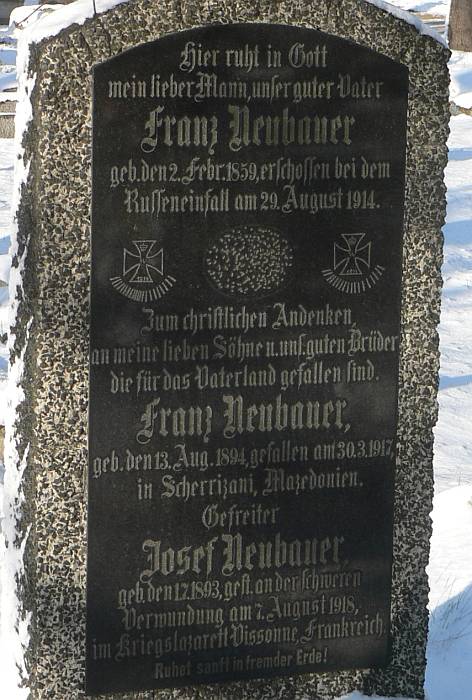 Hier ruht in Gott
mein lieber Mann, unser guter Vater
Franz Neubauer
geb. den 2. Febr. 1859, erschossen bei dem
Russeneinfall am 29. August 1914.
Zum christlichen Andenken
an meine lieben Söhne u. uns. guten Brüder
die für das Vaterland gefallen sind.
Franz Neubauer,
geb. den 13. Aug. 1894, gefallen am 30.3.1917,
in Scherrizani, Mazedonien.
Gefreiter
Josef Neubauer,
geb. den 1.7.1893, gest. an der schweren
Verwundung am 7. August 1918,
im Kriegslazarett Vissonne, Frankreich.
Ruhet sanft in fremder Erde!